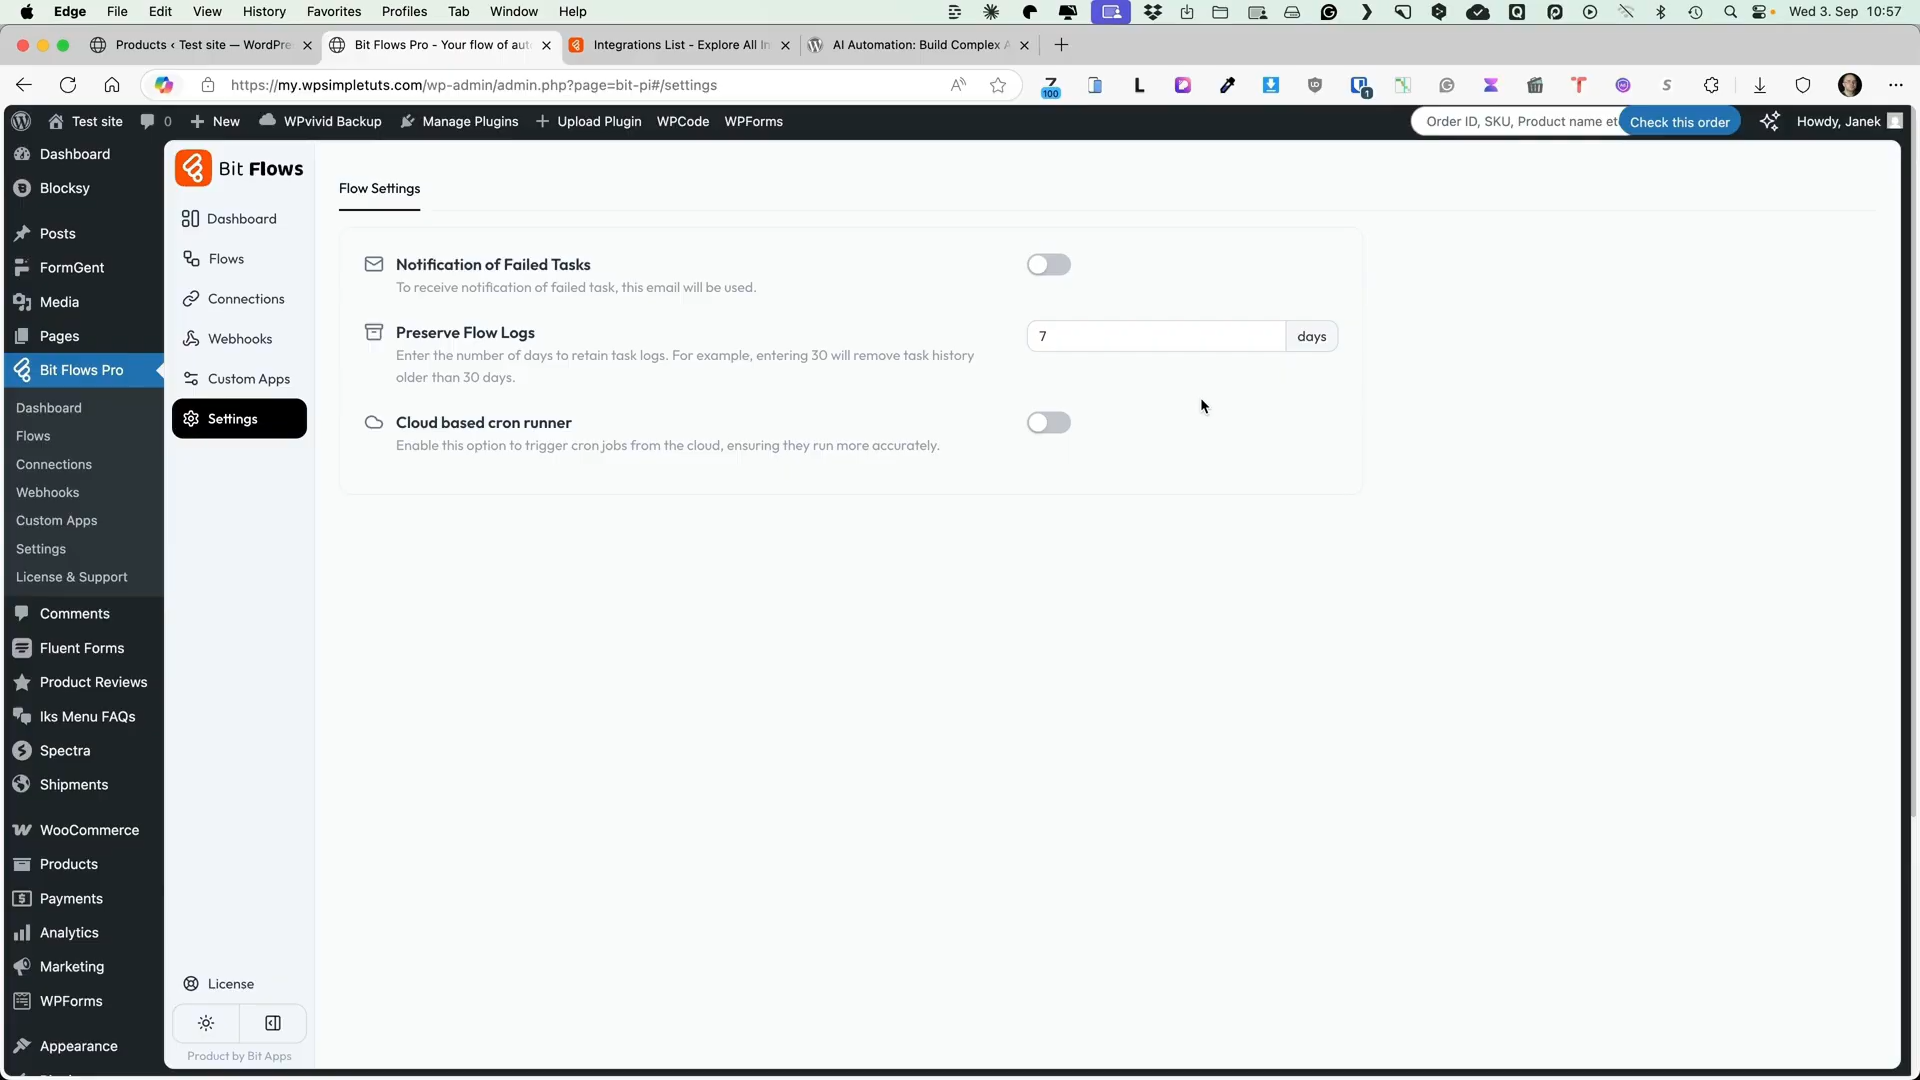 Edge File Edit View History Favorites Profiles Tab Window Help
Wed 3. Sep 10:57
Products ‹ Test site — WordPre
Bit Flows Pro - Your flow of aut
Integrations List - Explore All In
AI Automation: Build Complex A
https://my.wpsimpletuts.com/wp-admin/admin.php?page=bit-pi#/settings
100
1
Test site 0 New WPvivid Backup Manage Plugins Upload Plugin WPCode WPForms
Order ID, SKU, Product name et
Check this order
Howdy, Janek
Dashboard
Blocksy
Posts
FormGent
Media
Pages
Bit Flows Pro
Dashboard
Flows
Connections
Webhooks
Custom Apps
Settings
License & Support
Comments
Fluent Forms
Product Reviews
Iks Menu FAQs
Spectra
Shipments
WooCommerce
Products
Payments
Analytics
Marketing
WPForms
Appearance
Bit Flows
Dashboard
Flows
Connections
Webhooks
Custom Apps
Settings
License
Product by Bit Apps
Flow Settings
Notification of Failed Tasks
To receive notification of failed task, this email will be used.
Preserve Flow Logs
Enter the number of days to retain task logs. For example, entering 30 will remove task history
older than 30 days.
7 days
Cloud based cron runner
Enable this option to trigger cron jobs from the cloud, ensuring they run more accurately.